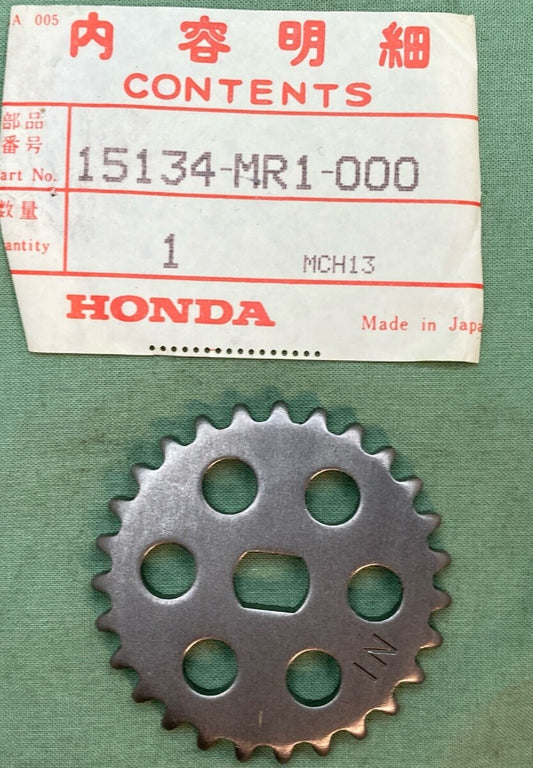 A 005
内容明細
CONTENTS
部品
番号
art No.
15134-MR1-000
数量
antity
1
MCH13
HONDA
Made in Japa
IN